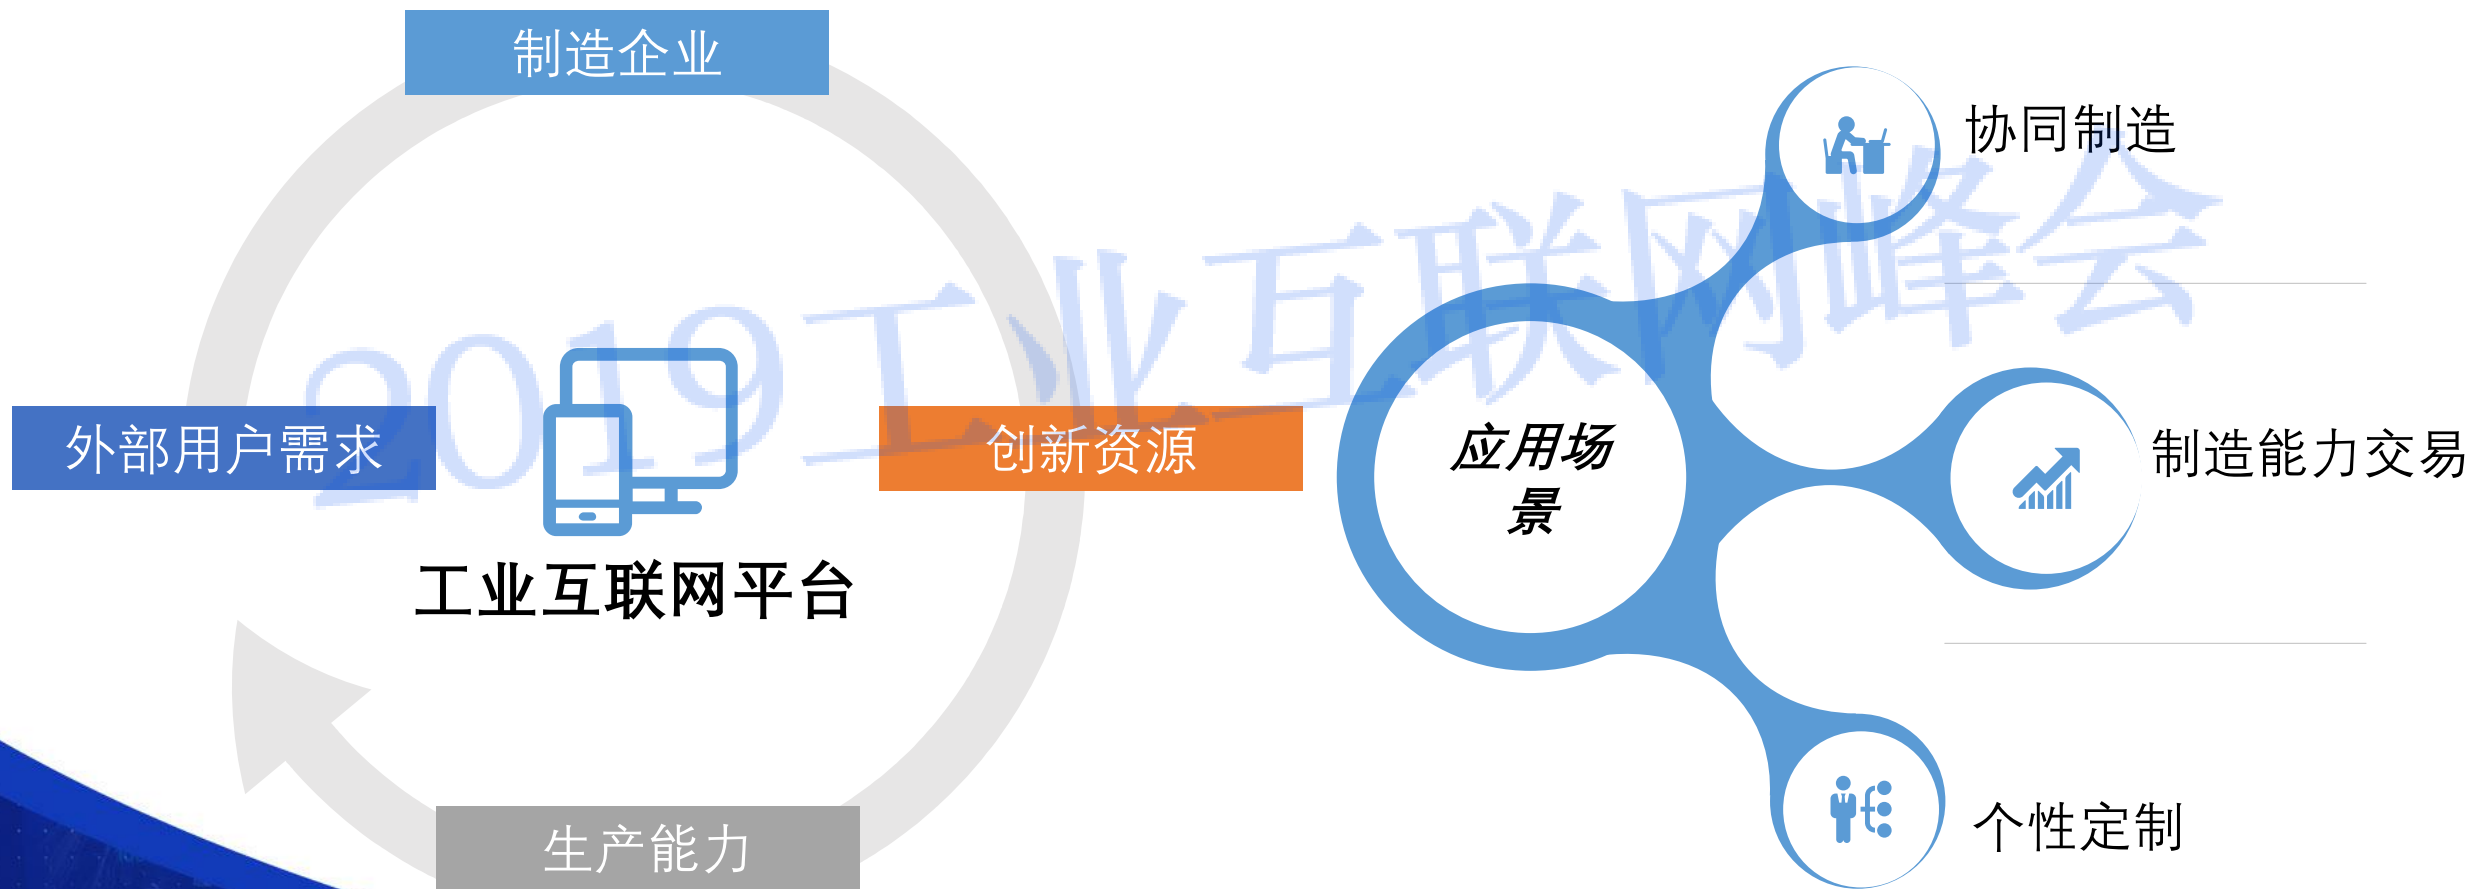 制造企业
外部用户需求
创新资源
工业互联网平台
生产能力
应用场
景
协同制造
制造能力交易
个性定制
2019工业互联网峰会